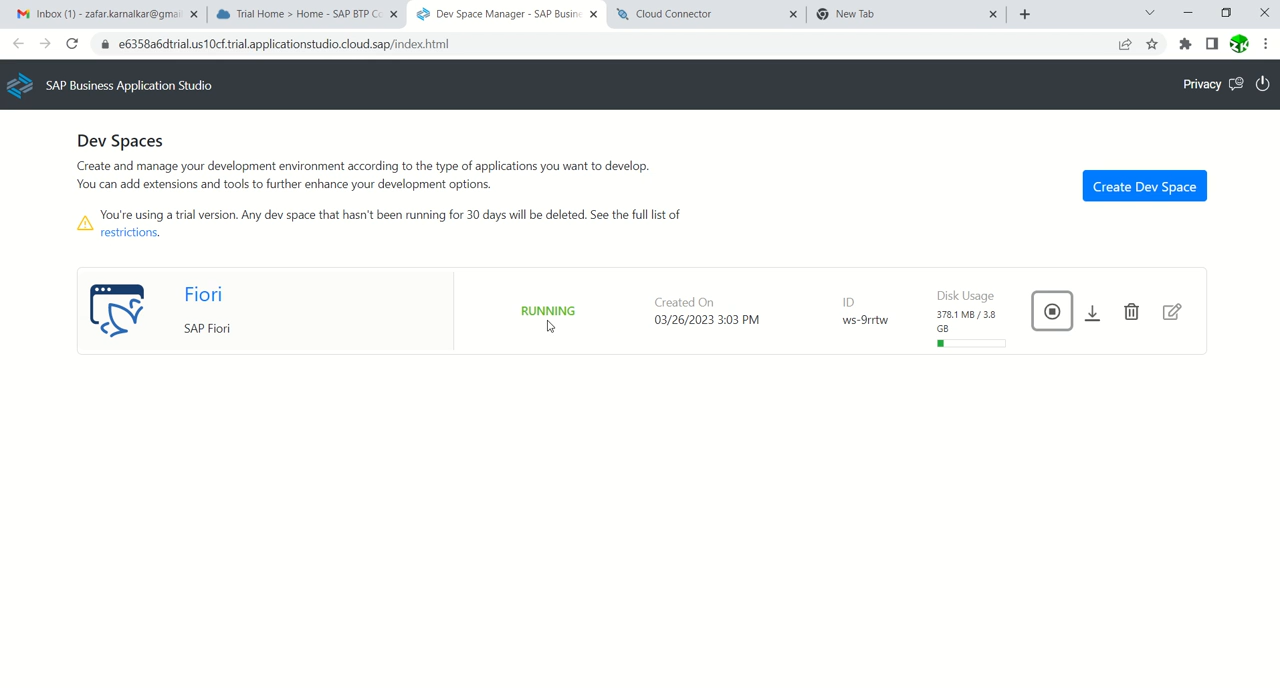 Inbox (1) - zafar.karnalkar@gmai
Trial Home > Home - SAP BTP Co
Dev Space Manager - SAP Busine
Cloud Connector
New Tab
e6358a6dtrial.us10cf.trial.applicationstudio.cloud.sap/index.html
SAP Business Application Studio
Privacy
Dev Spaces
Create and manage your development environment according to the type of applications you want to develop.
You can add extensions and tools to further enhance your development options.
Create Dev Space
You're using a trial version. Any dev space that hasn't been running for 30 days will be deleted. See the full list of
restrictions.
Fiori
SAP Fiori
RUNNING
Created On
03/26/2023 3:03 PM
ID
ws-9rrtw
Disk Usage
378.1 MB / 3.8
GB